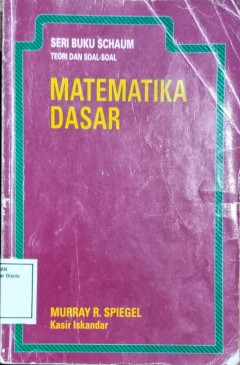 SERI BUKU SCHAUM
TEORI DAN SOAL-SOAL
MATEMATIKA
DASAR
MURRAY R. SPIEGEL
Kasir Iskandar